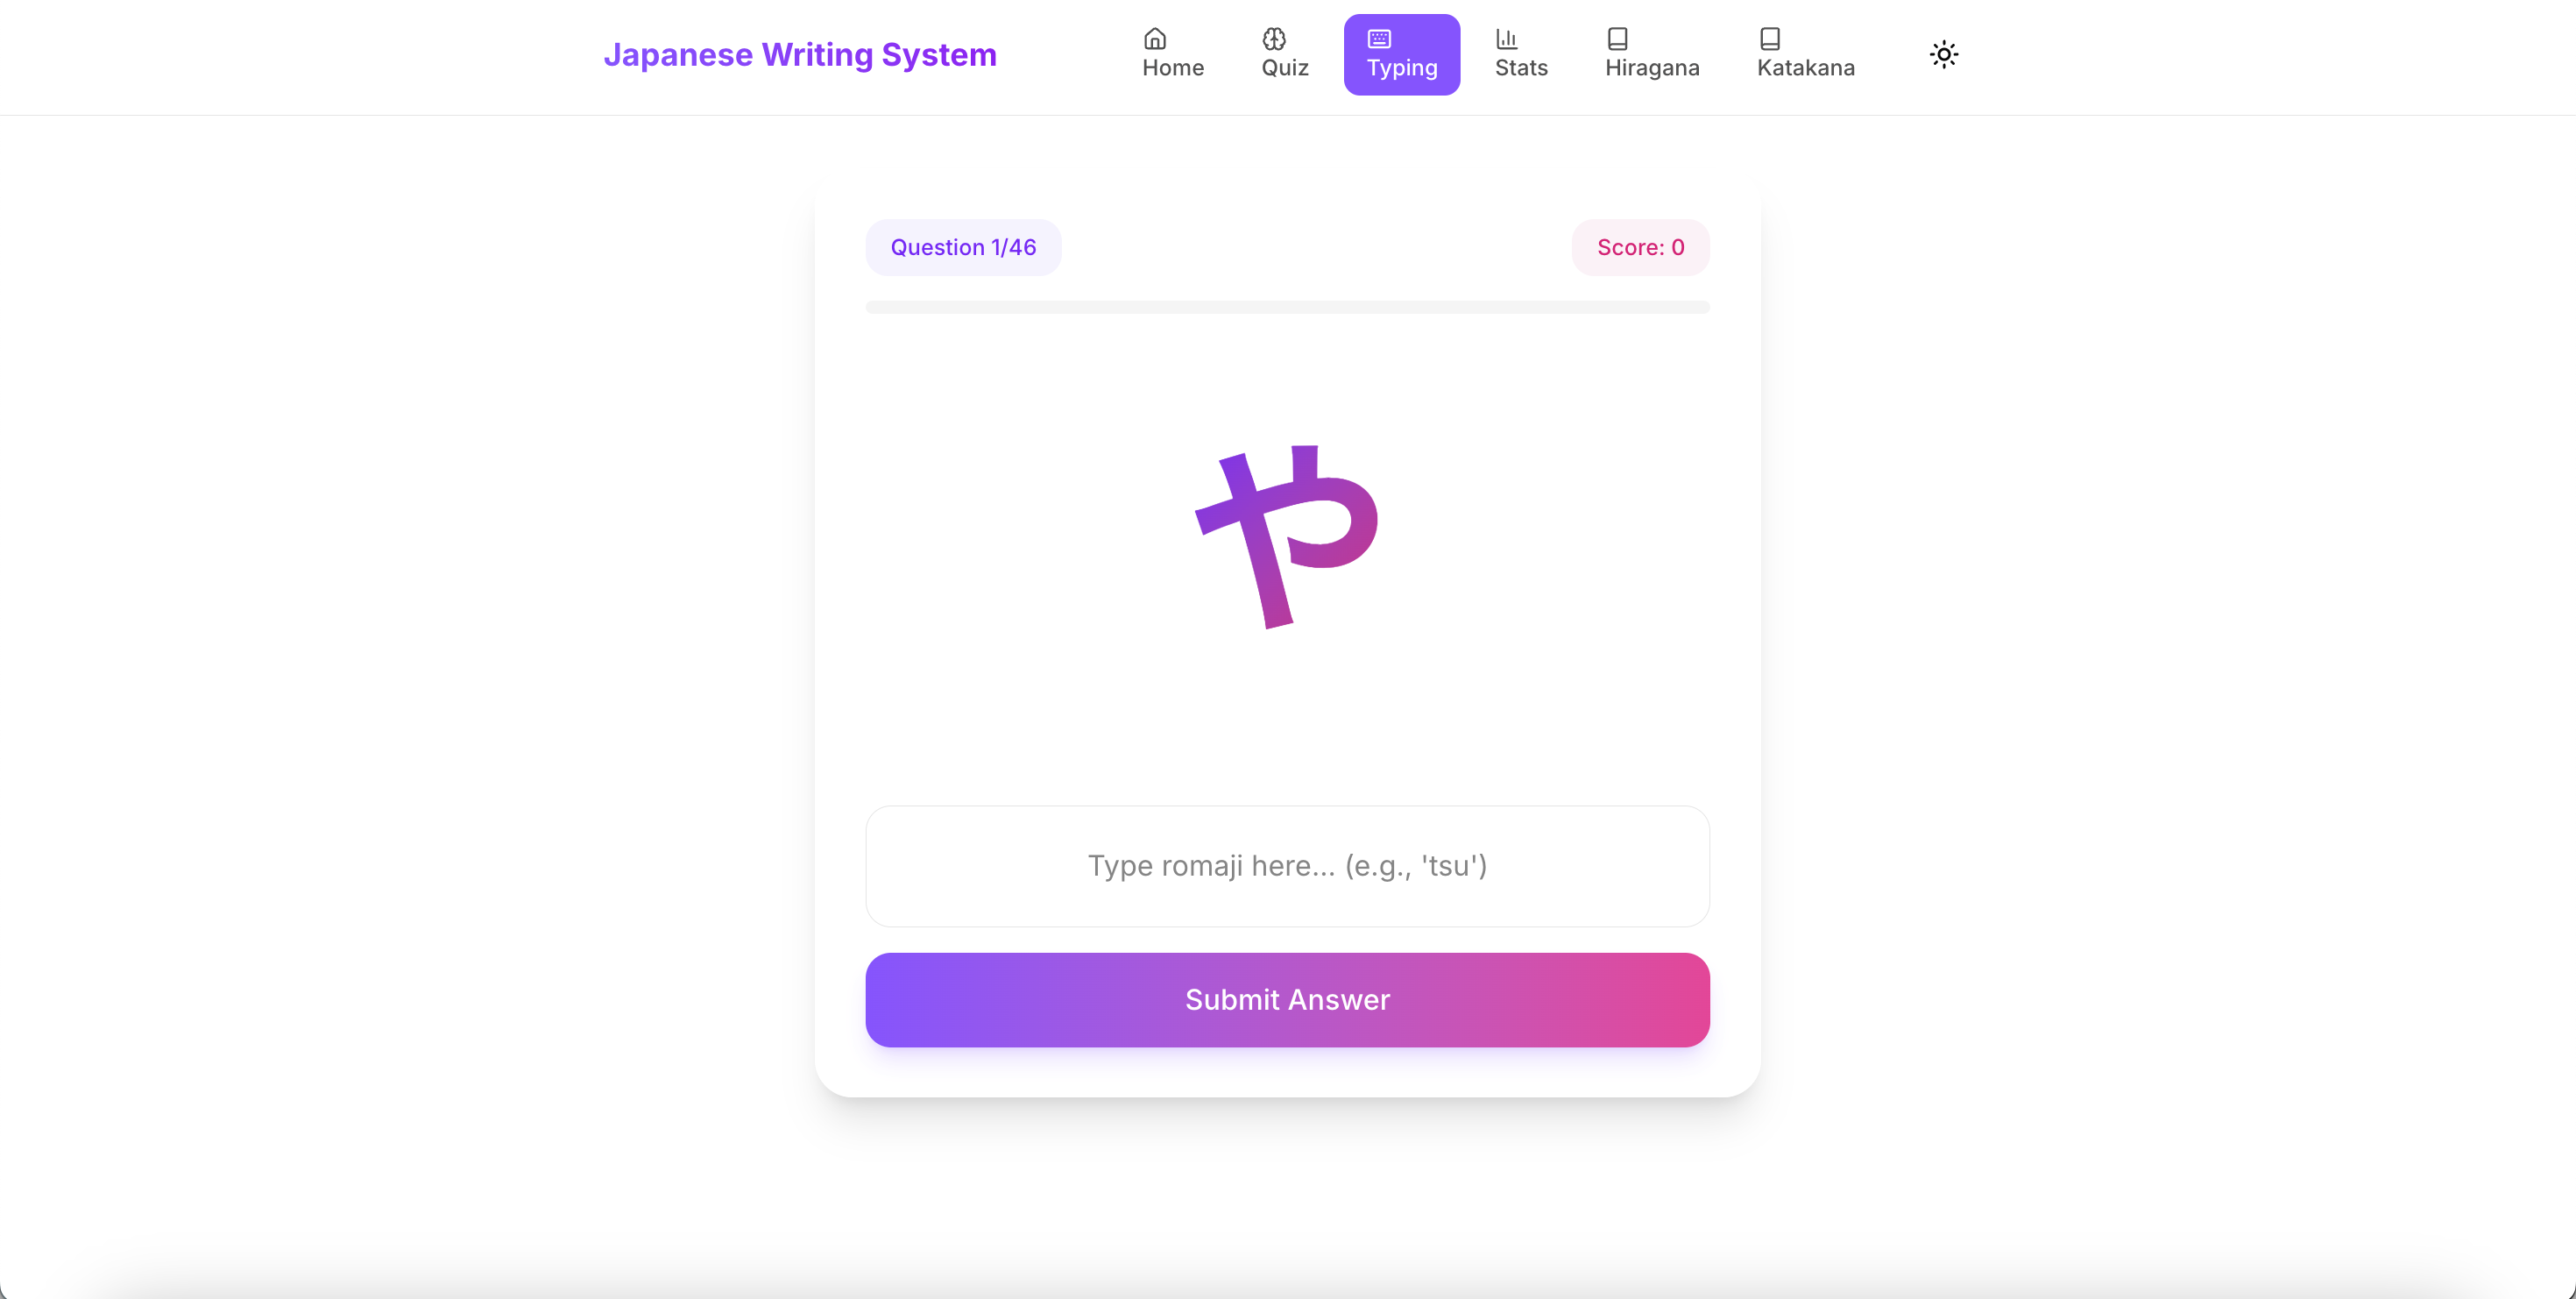 Japanese Writing System
Home
Quiz
Typing
Stats
Hiragana
Katakana
Question 1/46
Score: 0
や
Type romaji here... (e.g., 'tsu')
Submit Answer